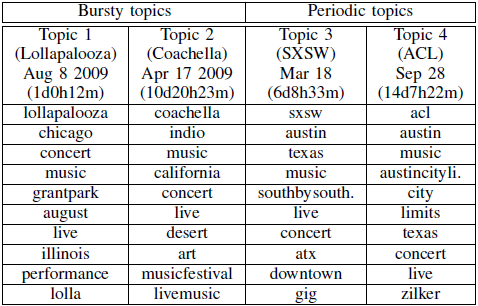 Bursty topics Periodic topics
Topic 1 Topic 2 Topic 3 Topic 4
(Lollapalooza) (Coachella) (SXSW) (ACL)
Aug 8 2009 Apr 17 2009 Mar 18 Sep 28
(1d0h12m) (10d20h23m) (6d8h33m) (14d7h22m)
lollapalooza coachella sxsw acl
chicago indio austin austin
concert music texas music
music california music austincityli.
grantpark concert southbysouth. city
august live live limits
live desert concert texas
illinois art atx concert
performance musicfestival downtown live
lolla livemusic gig zilker